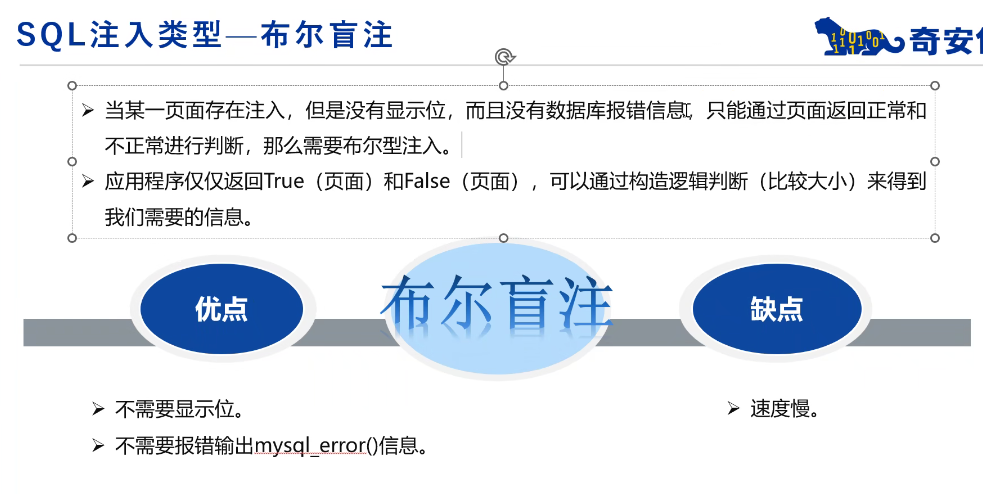 SQL注入类型—布尔盲注
奇安
当某一页面存在注入，但是没有显示位，而且没有数据库报错信息，只能通过页面返回正常和
不正常进行判断，那么需要布尔型注入。
应用程序仅仅返回True（页面）和False（页面），可以通过构造逻辑判断（比较大小）来得到
我们需要的信息。
优点
布尔盲注
缺点
不需要显示位。
不需要报错输出mysql_error()信息。
速度慢。